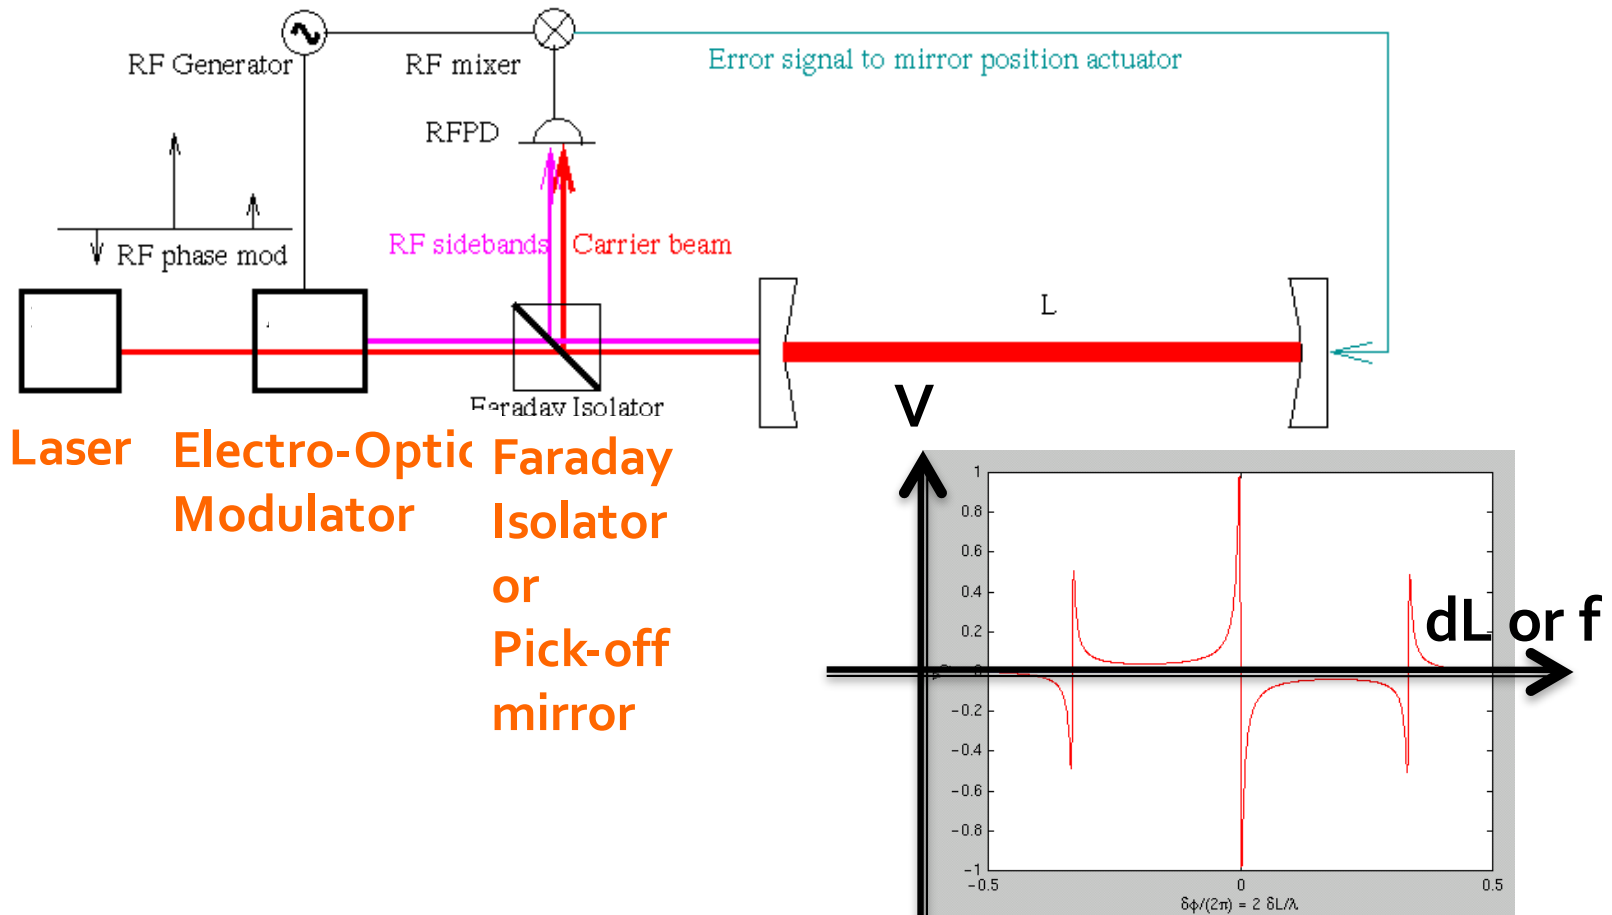 RF Generator
RF mixer
Error signal to mirror position actuator
RFPD
RF sidebands
Carrier beam
RF phase mod
L
Faraday Isolator
Laser
Electro-Optic
Modulator
Faraday
Isolator
or
Pick-off
mirror
V
dL or f
1
0.8
0.6
0.4
0.2
0
-0.2
-0.4
-0.6
-0.8
-1
-0.5
0
0.5
δϕ/(2π) = 2 δL/λ